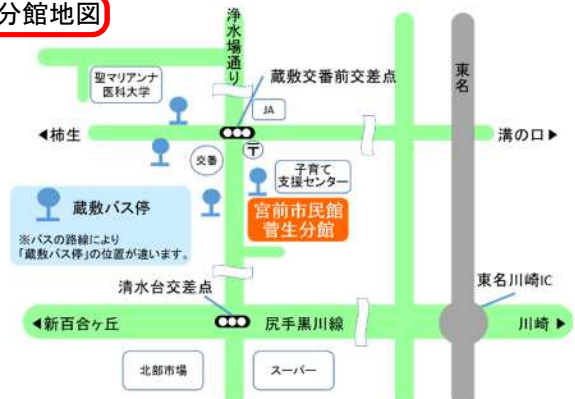 分館地図
浄水場通り
聖マリアンナ
医科大学
蔵敷交番前交差点
東名
JA
◀柿生
溝の口▶
交番
〒
子育て
支援センター
蔵敷バス停
宮前市民館
菅生分館
※バスの路線により
「蔵敷バス停」の位置が違います。
清水台交差点
東名川崎IC
◀新百合ヶ丘
尻手黒川線
川崎▶
北部市場
スーパー